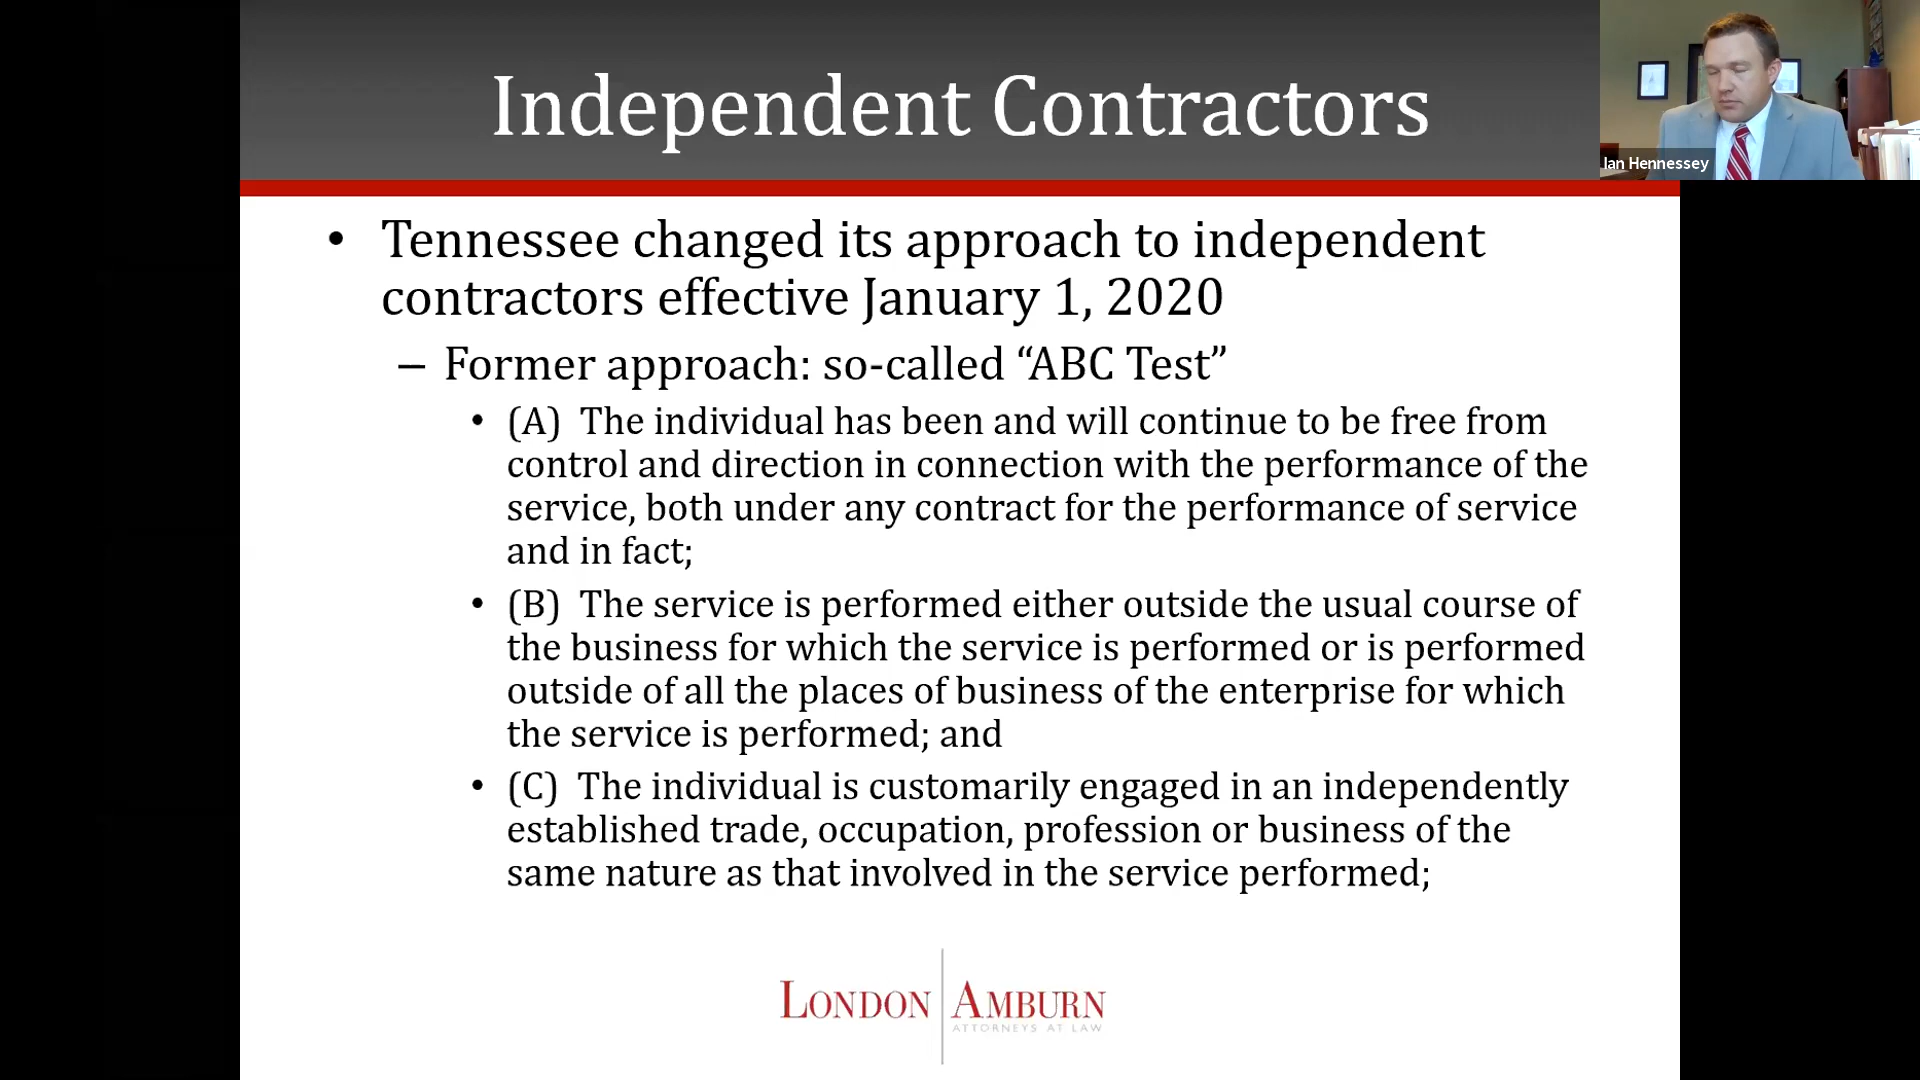 Independent Contractors
Ian Hennessey
• Tennessee changed its approach to independent
contractors effective January 1, 2020
– Former approach: so-called “ABC Test”
• (A) The individual has been and will continue to be free from
control and direction in connection with the performance of the
service, both under any contract for the performance of service
and in fact;
• (B) The service is performed either outside the usual course of
the business for which the service is performed or is performed
outside of all the places of business of the enterprise for which
the service is performed; and
• (C) The individual is customarily engaged in an independently
established trade, occupation, profession or business of the
same nature as that involved in the service performed;
LONDON AMBURN
ATTORNEYS AT LAW